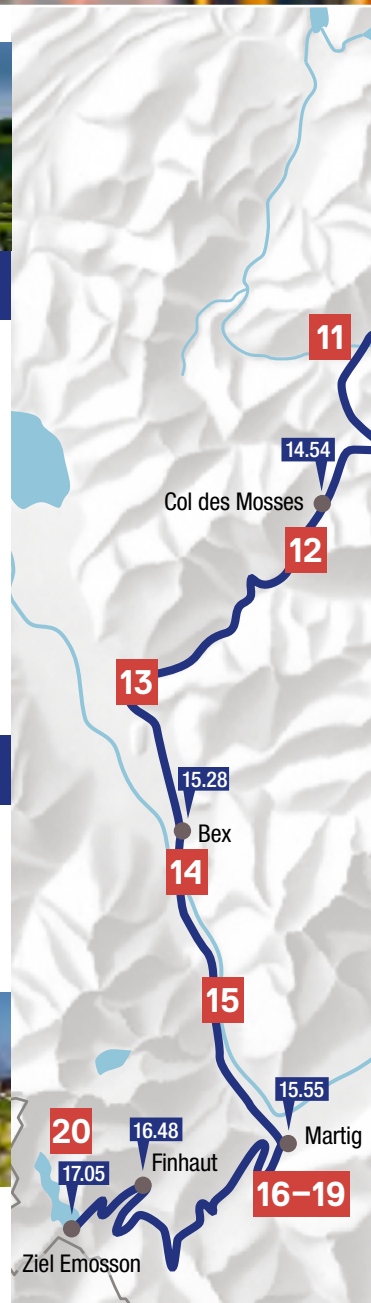 11
14.54
Col des Mosses
12
13
15.28
Bex
14
15
15.55
Martig
16–19
20
16.48
Finhaut
17.05
Ziel Emosson